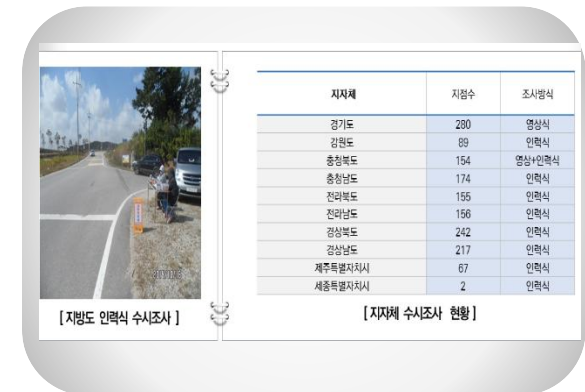 [ 지방도 인력식 수시조사 ]
지자체 지점수 조사방식
경기도 280 영상식
강원도 89 인력식
충청북도 154 영상+인력식
충청남도 174 인력식
전라북도 155 인력식
전라남도 156 인력식
경상북도 242 인력식
경상남도 217 인력식
제주특별자치시 67 인력식
세종특별자치시 2 인력식
[ 지자체 수시조사 현황 ]